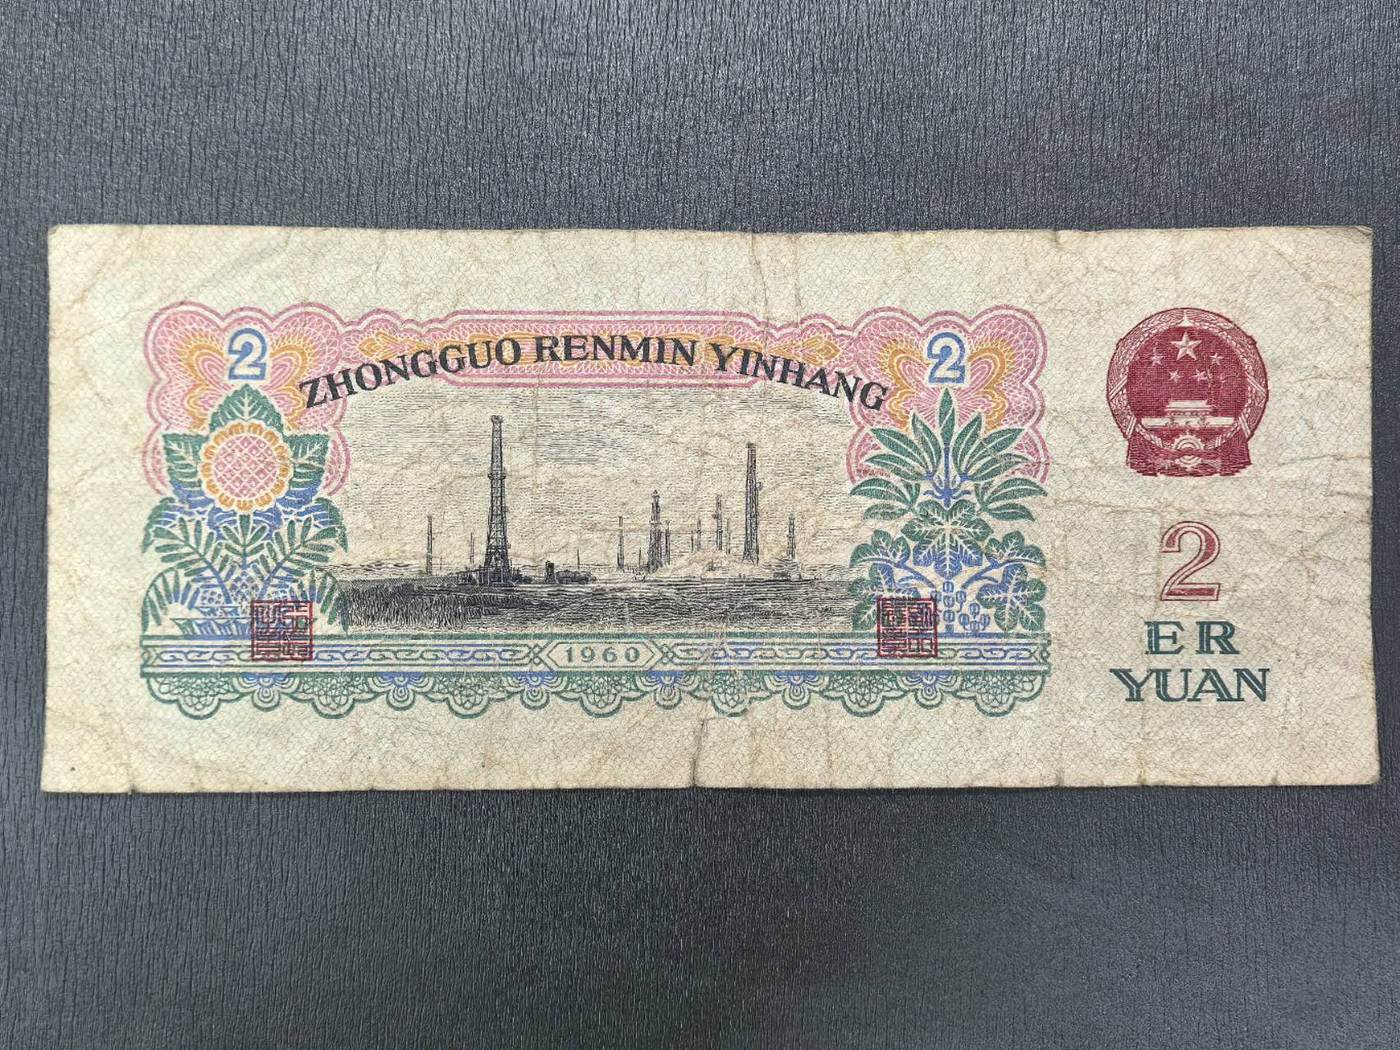 2
2
ZHONGGUO RENMIN YINHANG
1960
2
ER
YUAN